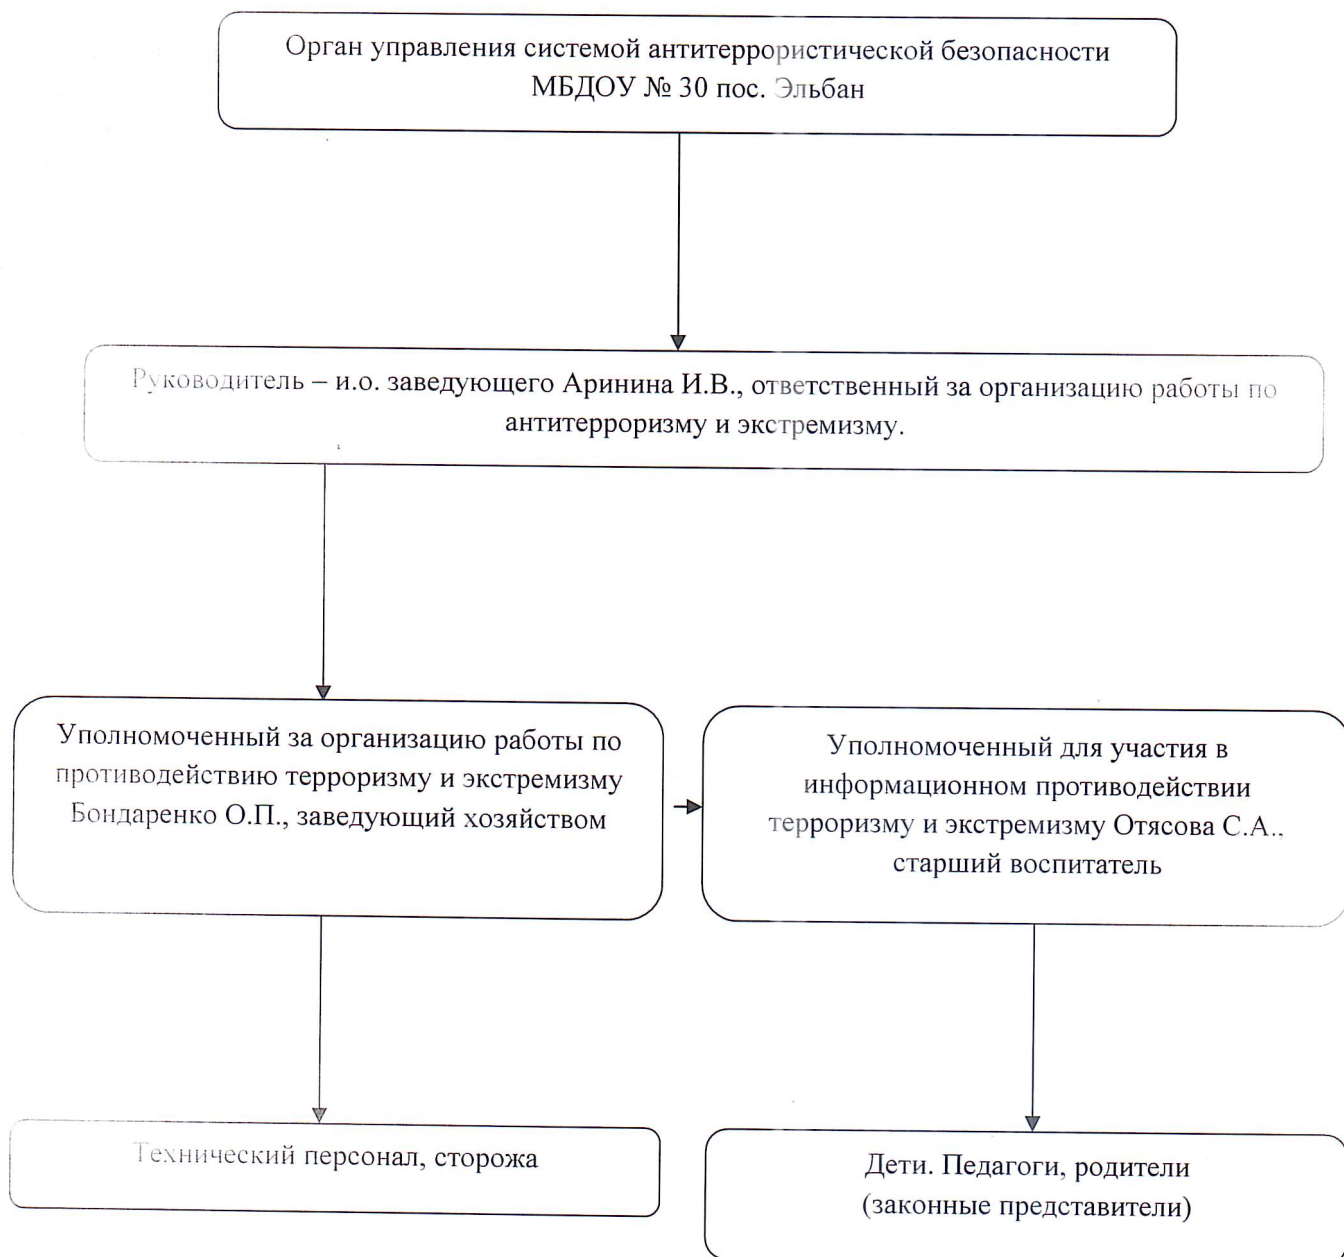 Орган управления системой антитеррористической безопасности
МБДОУ № 30 пос. Эльбан
Руководитель – и.о. заведующего Аринина И.В., ответственный за организацию работы по
антитерроризму и экстремизму.
Уполномоченный за организацию работы по
противодействию терроризму и экстремизму
Бондаренко О.П., заведующий хозяйством
Уполномоченный для участия в
информационном противодействии
терроризму и экстремизму Отясова С.А.,
старший воспитатель
Технический персонал, сторожа
Дети. Педагоги, родители
(законные представители)